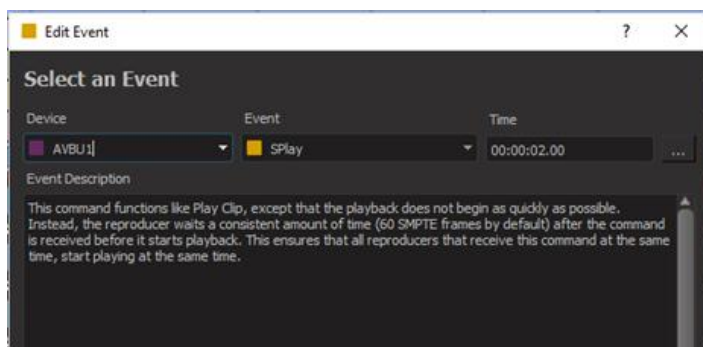 Edit Event
?
Select an Event
Device Event Time
AVBU1 SPlay 00:00:02.00 ...
Event Description
This command functions like Play Clip, except that the playback does not begin as quickly as possible.
Instead, the reproducer waits a consistent amount of time (60 SMPTE frames by default) after the command
is received before it starts playback. This ensures that all reproducers that receive this command at the same
time, start playing at the same time.